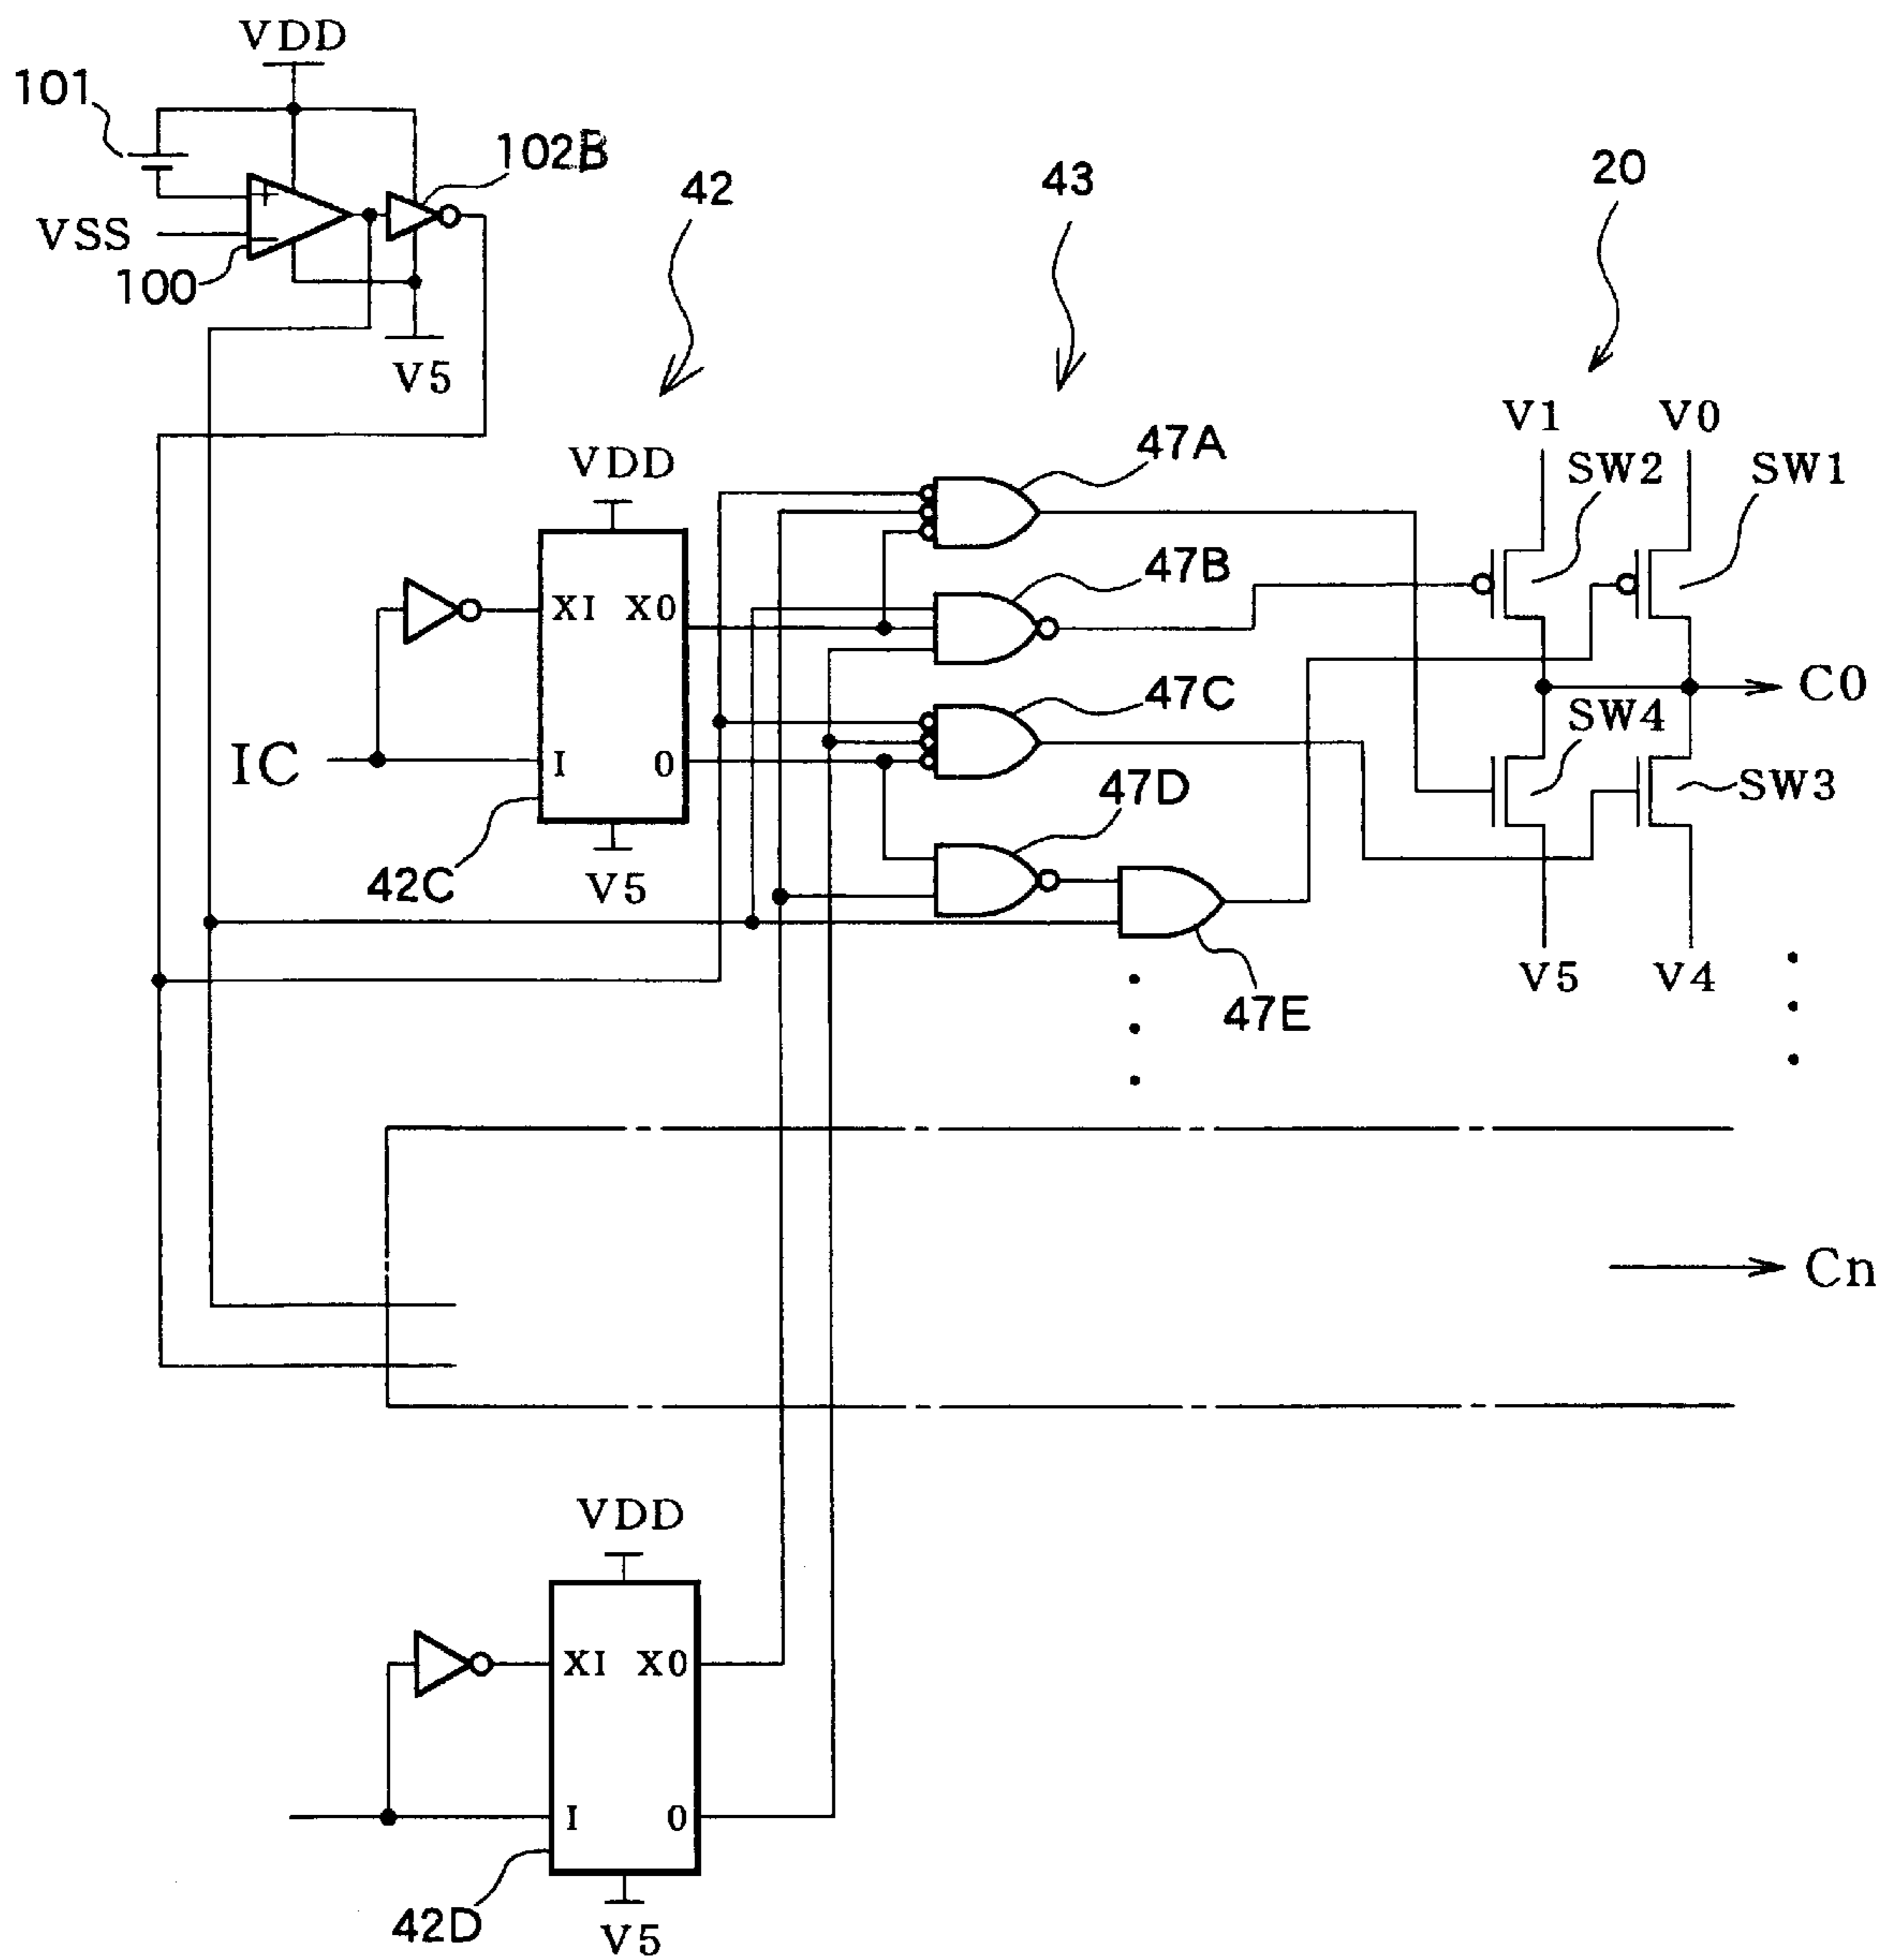 VDD
101
102B
VSS
100
V5
42
43
20
V1 V0
SW2 SW1
47A
VDD
47B
XI X0
47C
C0
SW4
IC
I 0
47D
SW3
42C
V5
V5 V4
47E
Cn
VDD
XI X0
I 0
42D
V5